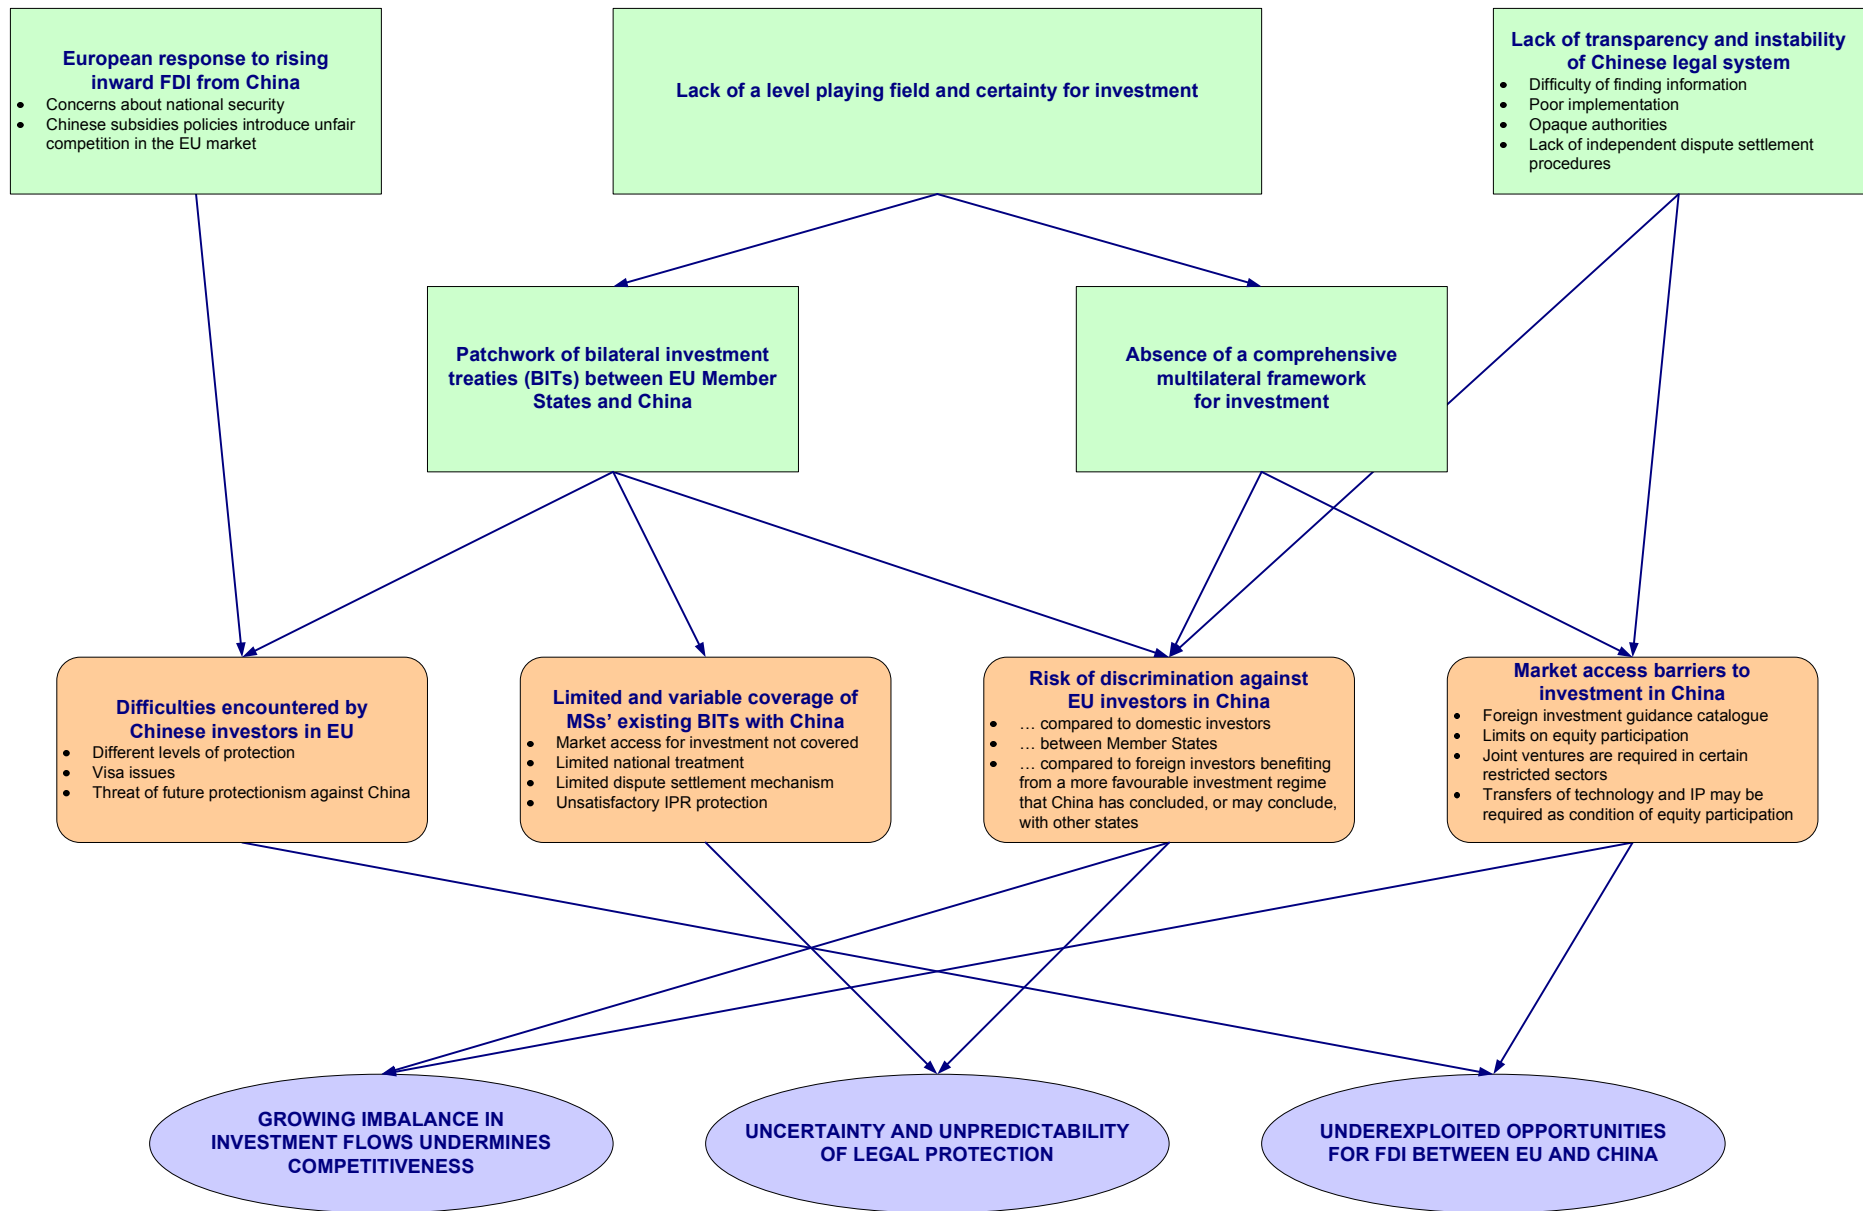 European response to rising
inward FDI from China
• Concerns about national security
• Chinese subsidies policies introduce unfair
competition in the EU market
Lack of a level playing field and certainty for investment
Lack of transparency and instability
of Chinese legal system
• Difficulty of finding information
• Poor implementation
• Opaque authorities
• Lack of independent dispute settlement
procedures
Patchwork of bilateral investment
treaties (BITs) between EU Member
States and China
Absence of a comprehensive
multilateral framework
for investment
Difficulties encountered by
Chinese investors in EU
• Different levels of protection
• Visa issues
• Threat of future protectionism against China
Limited and variable coverage of
MSs’ existing BITs with China
• Market access for investment not covered
• Limited national treatment
• Limited dispute settlement mechanism
• Unsatisfactory IPR protection
Risk of discrimination against
EU investors in China
• … compared to domestic investors
• … between Member States
• … compared to foreign investors benefiting
from a more favourable investment regime
that China has concluded, or may conclude,
with other states
Market access barriers to
investment in China
• Foreign investment guidance catalogue
• Limits on equity participation
• Joint ventures are required in certain
restricted sectors
• Transfers of technology and IP may be
required as condition of equity participation
GROWING IMBALANCE IN
INVESTMENT FLOWS UNDERMINES
COMPETITIVENESS
UNCERTAINTY AND UNPREDICTABILITY
OF LEGAL PROTECTION
UNDEREXPLOITED OPPORTUNITIES
FOR FDI BETWEEN EU AND CHINA